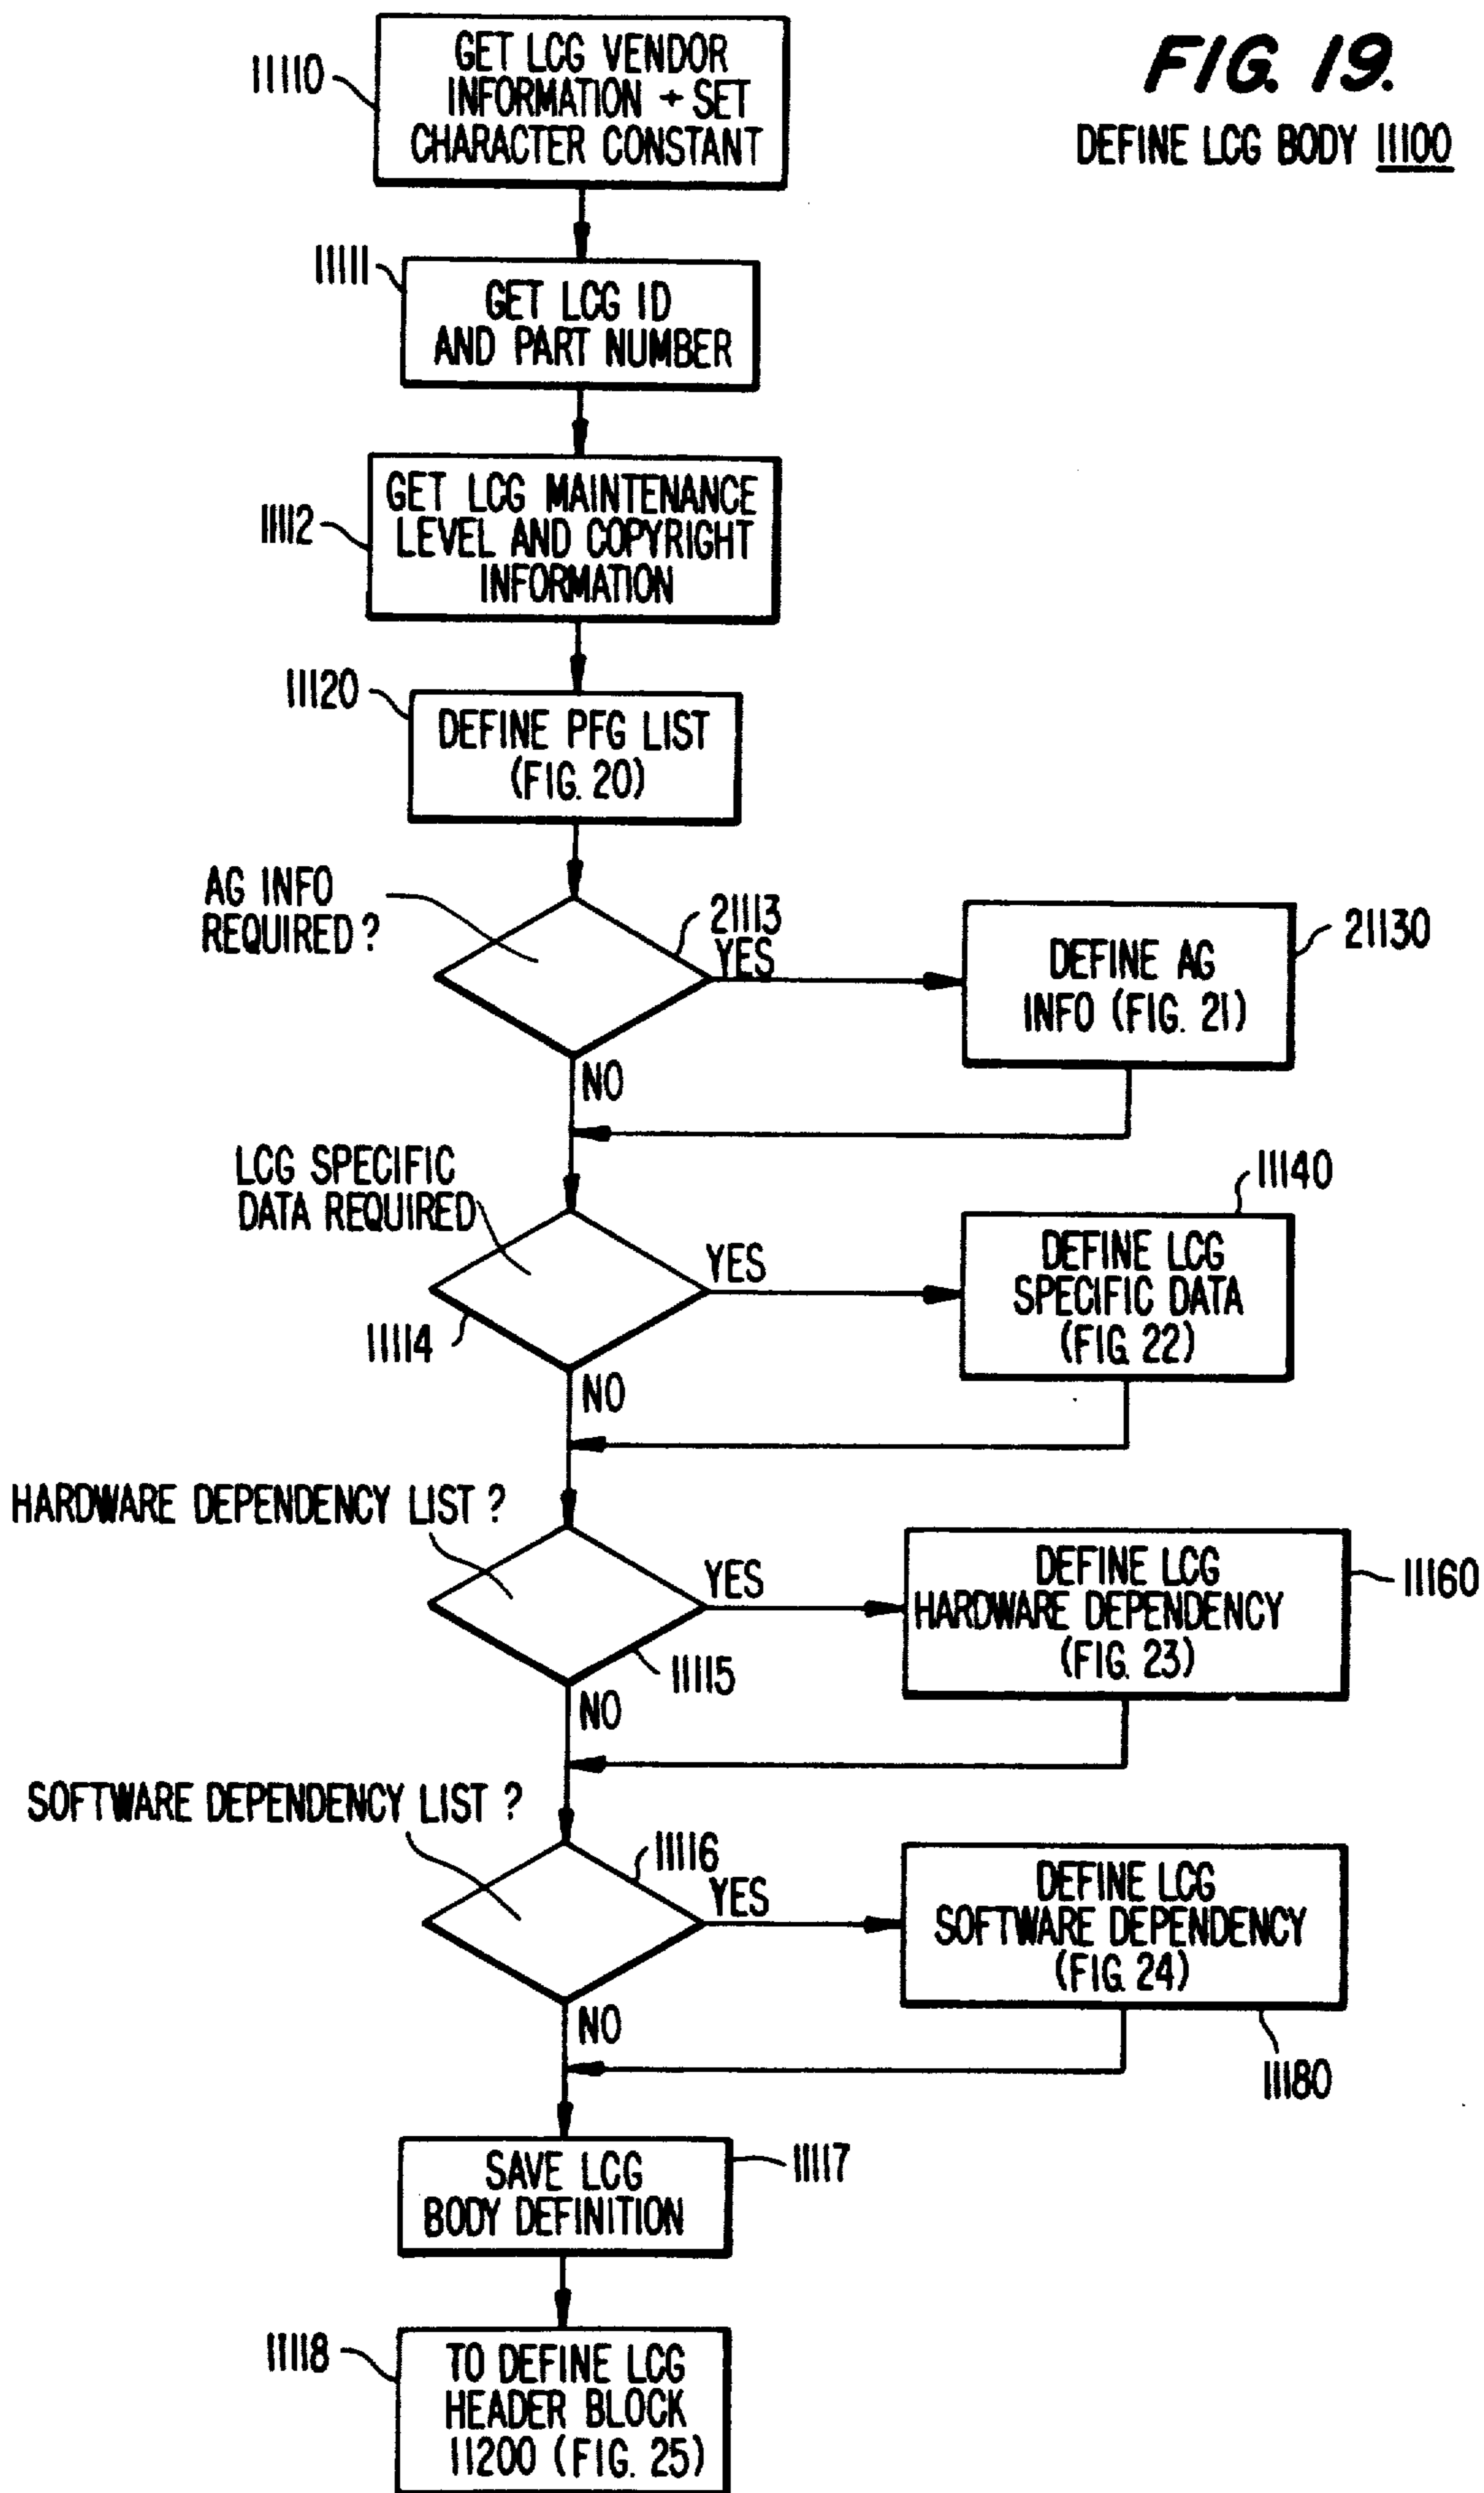 FIG. 19.
DEFINE LCG BODY 11100
11110
GET LCG VENDOR
INFORMATION + SET
CHARACTER CONSTANT
11111
GET LCG ID
AND PART NUMBER
11112
GET LCG MAINTENANCE
LEVEL AND COPYRIGHT
INFORMATION
11120
DEFINE PFG LIST
(FIG. 20)
AG INFO
REQUIRED ?
21113
YES
NO
21130
DEFINE AG
INFO (FIG. 21)
LCG SPECIFIC
DATA REQUIRED
11114
YES
NO
11140
DEFINE LCG
SPECIFIC DATA
(FIG. 22)
HARDWARE DEPENDENCY LIST ?
YES
11115
NO
DEFINE LCG
HARDWARE DEPENDENCY
(FIG. 23)
11160
SOFTWARE DEPENDENCY LIST ?
11116
YES
NO
DEFINE LCG
SOFTWARE DEPENDENCY
(FIG. 24)
11180
SAVE LCG
BODY DEFINITION
11117
11118
TO DEFINE LCG
HEADER BLOCK
11200 (FIG. 25)